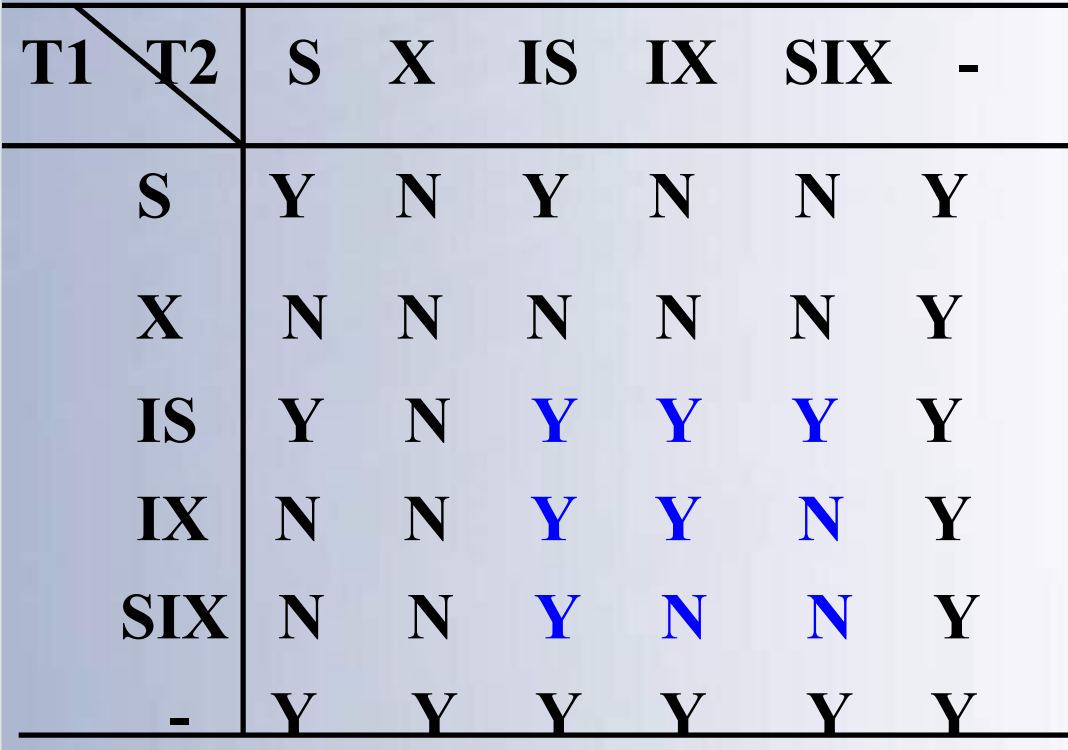 T1 T2 S X IS IX SIX -
S Y N Y N N Y
X N N N N N Y
IS Y N Y Y Y Y
IX N N Y Y N Y
SIX N N Y N N Y
- Y Y Y Y Y Y